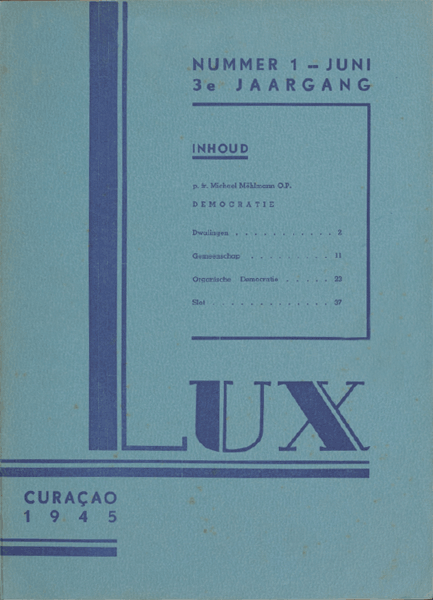 NUMMER 1 – JUNI
3e JAARGANG
INHOUD
p. fr. Michael Möhlmann O.P.
DEMOCRATIE
Dwalingen . . . . . . . . . . . 2
Gemeenschap . . . . . . . . . 11
Organische Democratie . . . . . 23
Slot . . . . . . . . . . . . . 37
LUX
CURAÇAO
1945